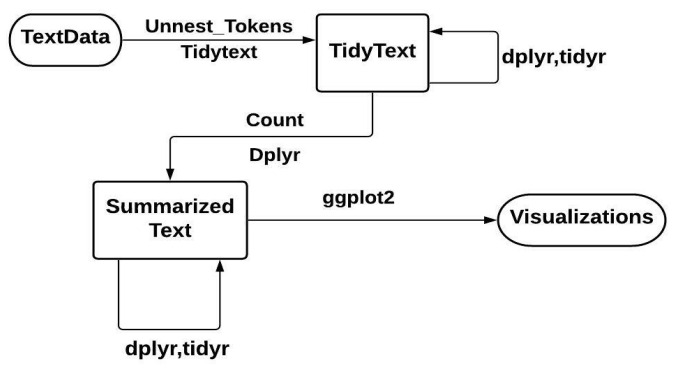 TextData
Unnest_Tokens
Tidytext
TidyText
dplyr,tidyr
Count
Dplyr
Summarized
Text
ggplot2
Visualizations
dplyr,tidyr